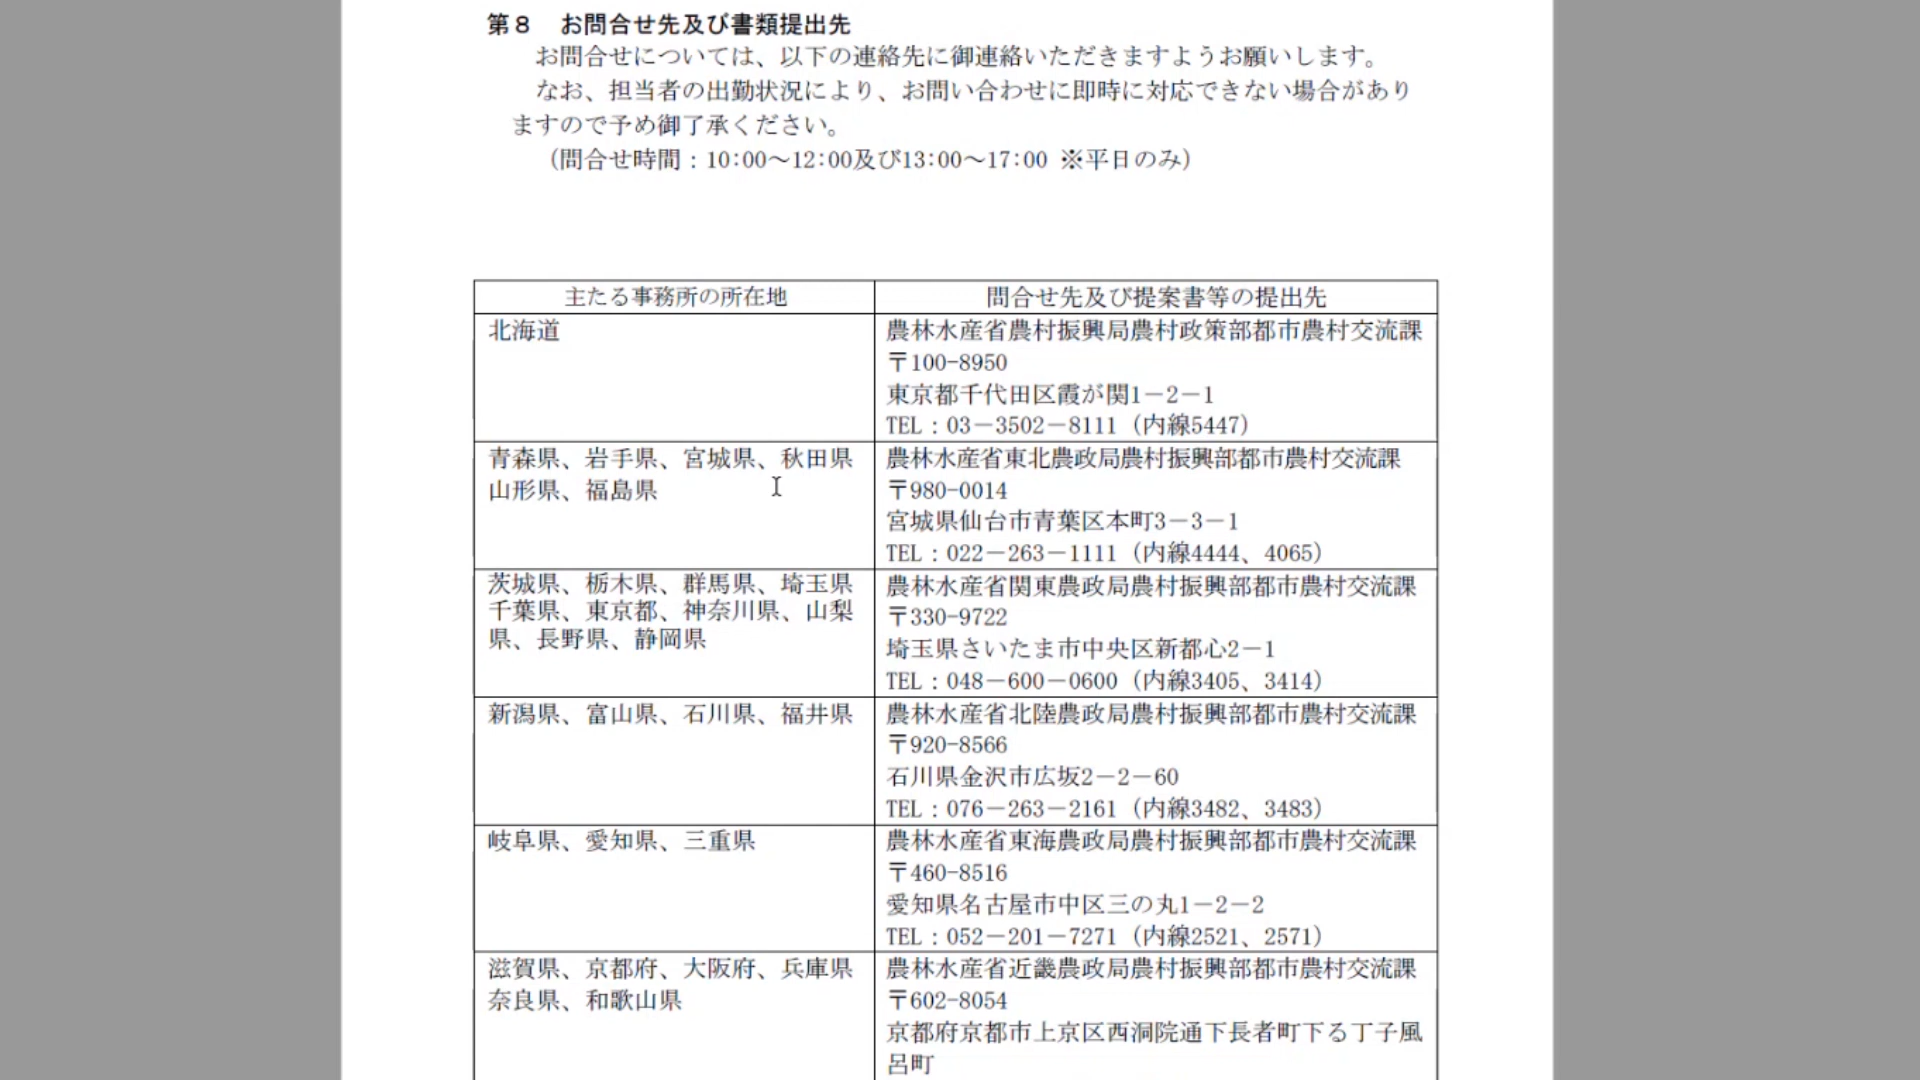 第８　お問合せ先及び書類提出先
お問合せについては、以下の連絡先に御連絡いただきますようお願いします。
なお、担当者の出勤状況により、お問い合わせに即時に対応できない場合があり
ますので予め御了承ください。
（問合せ時間：10:00～12:00及び13:00～17:00 ※平日のみ）
主たる事務所の所在地
問合せ先及び提案書等の提出先
北海道
農林水産省農村振興局農村政策部都市農村交流課
〒100-8950
東京都千代田区霞が関1－2－1
TEL：03－3502－8111（内線5447）
青森県、岩手県、宮城県、秋田県
山形県、福島県
農林水産省東北農政局農村振興部都市農村交流課
〒980-0014
宮城県仙台市青葉区本町3－3－1
TEL：022－263－1111（内線4444、4065）
茨城県、栃木県、群馬県、埼玉県
千葉県、東京都、神奈川県、山梨
県、長野県、静岡県
農林水産省関東農政局農村振興部都市農村交流課
〒330-9722
埼玉県さいたま市中央区新都心2－1
TEL：048－600－0600（内線3405、3414）
新潟県、富山県、石川県、福井県
農林水産省北陸農政局農村振興部都市農村交流課
〒920-8566
石川県金沢市広坂2－2－60
TEL：076－263－2161（内線3482、3483）
岐阜県、愛知県、三重県
農林水産省東海農政局農村振興部都市農村交流課
〒460-8516
愛知県名古屋市中区三の丸1－2－2
TEL：052－201－7271（内線2521、2571）
滋賀県、京都府、大阪府、兵庫県
奈良県、和歌山県
農林水産省近畿農政局農村振興部都市農村交流課
〒602-8054
京都府京都市上京区西洞院通下長者町下る丁子風
呂町